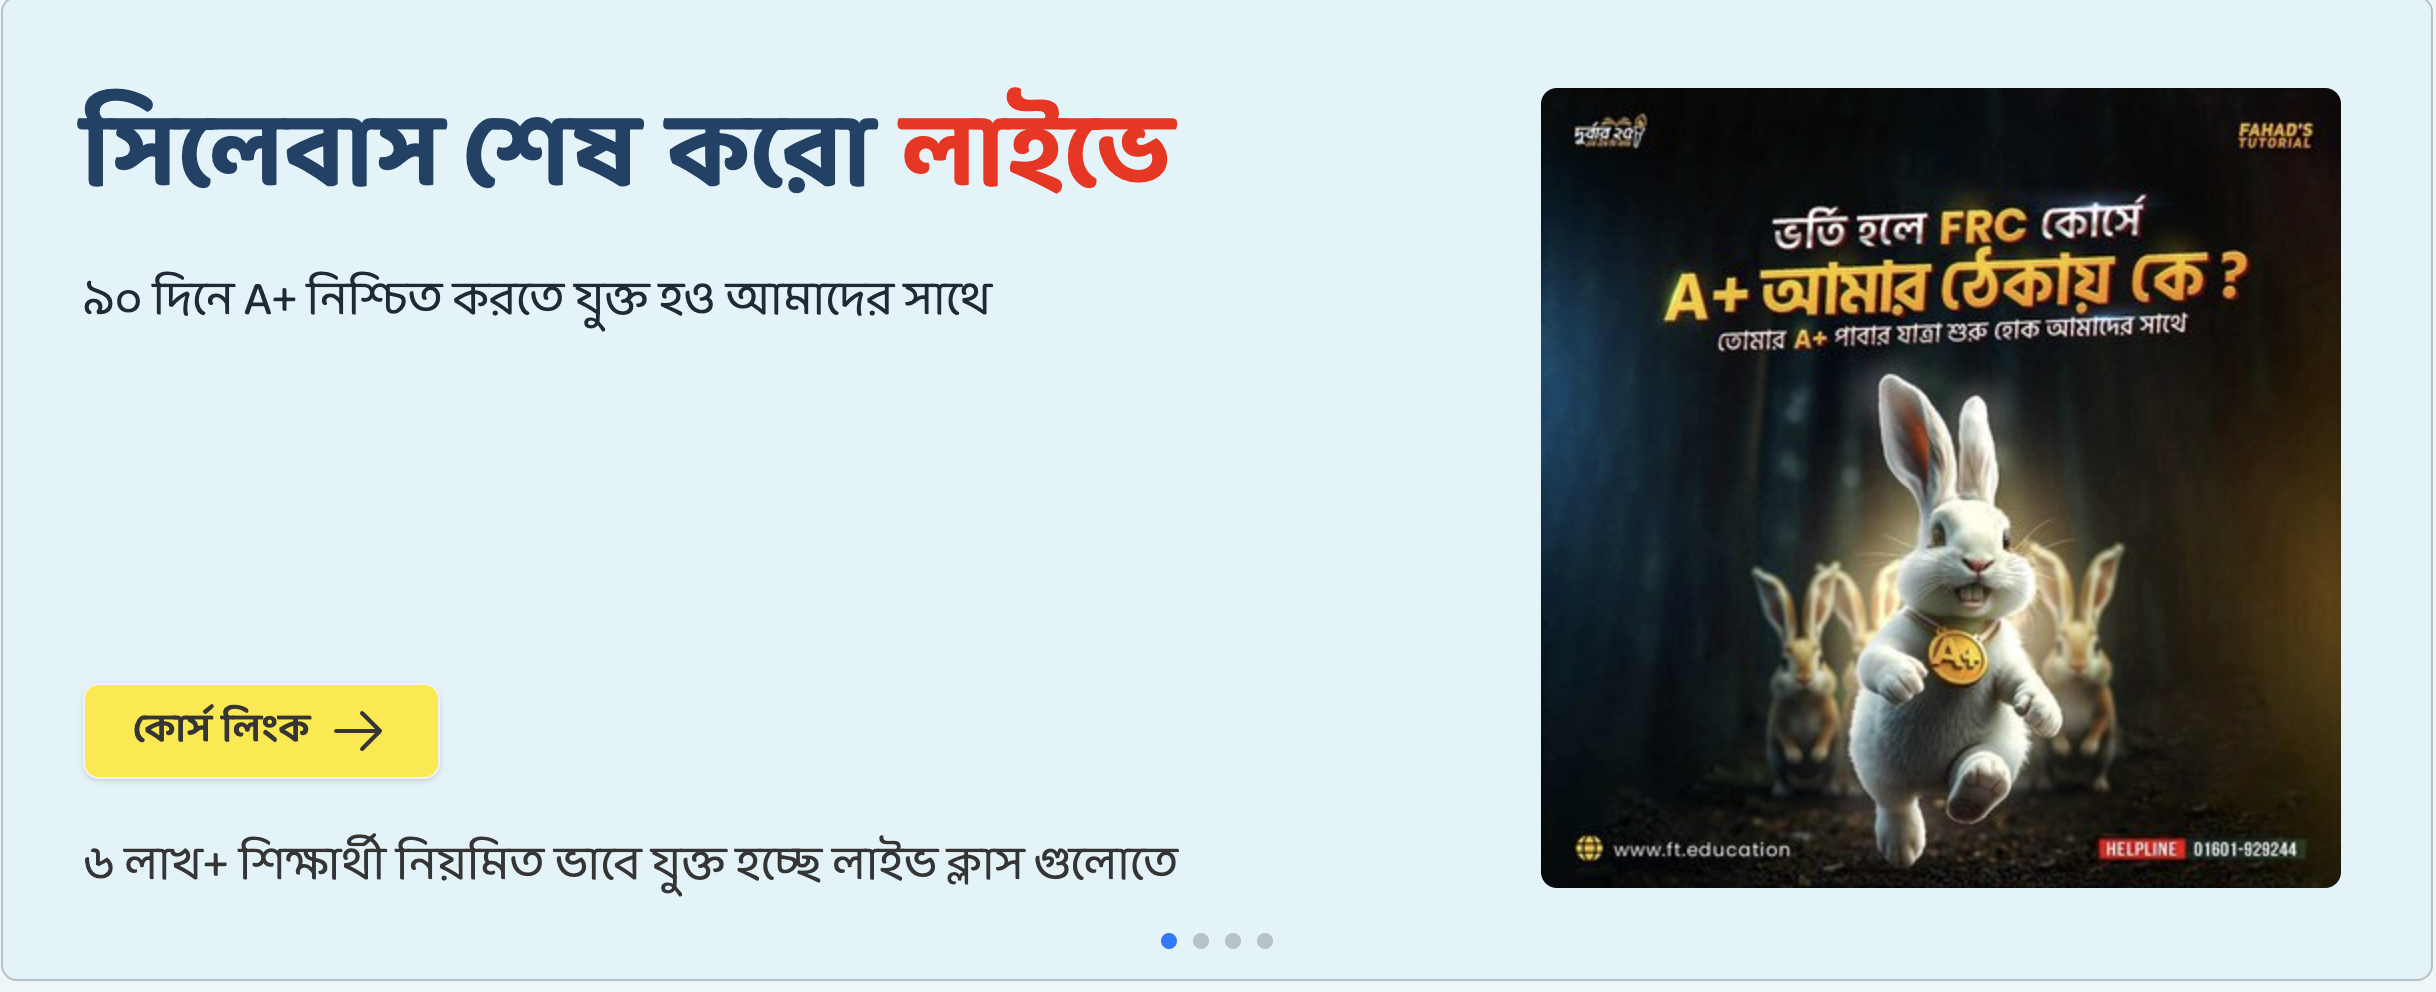 সিলেবাস শেষ করো লাইভে
৯০ দিনে A+ নিশ্চিত করতে যুক্ত হও আমাদের সাথে
কোর্স লিংক
৬ লাখ+ শিক্ষার্থী নিয়মিত ভাবে যুক্ত হচ্ছে লাইভ ক্লাস গুলোতে
দুর্বার ২৫
FAHAD'S
TUTORIAL
ভর্তি হলে FRC কোর্সে
A+ আমার ঠেকায় কে ?
তোমার A+ পাবার যাত্রা শুরু হোক আমাদের সাথে
A+
www.ft.education
HELPLINE 01601-929244